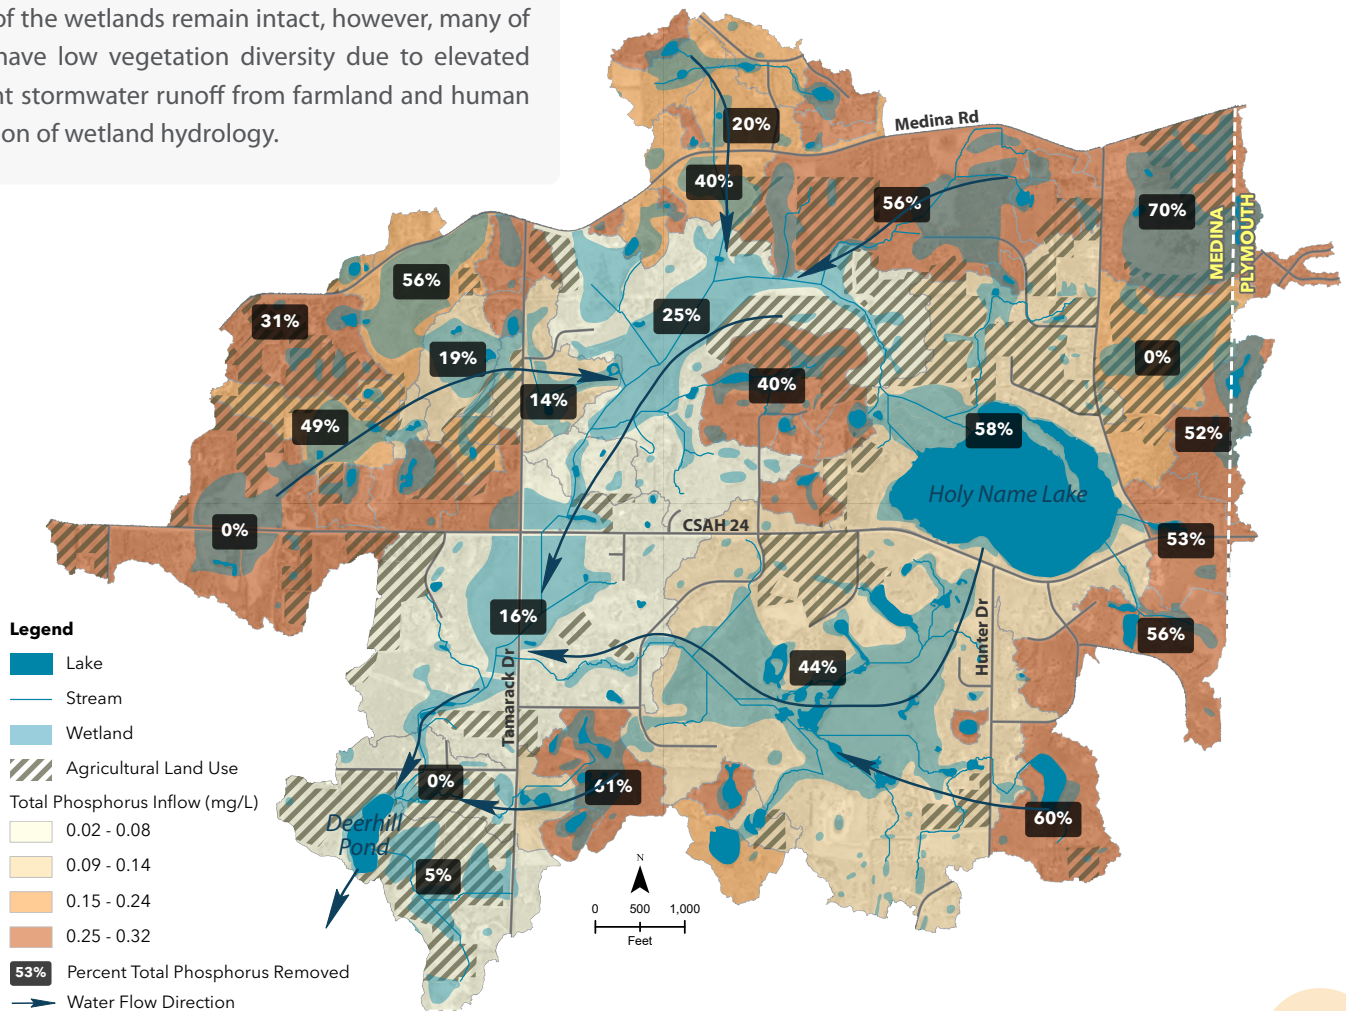 of the wetlands remain intact, however, many of
have low vegetation diversity due to elevated
nt stormwater runoff from farmland and human
ion of wetland hydrology.
20%
Medina Rd
40%
56%
70%
MEDINA
PLYMOUTH
56%
31%
25%
19%
0%
14%
40%
49%
58%
52%
Holy Name Lake
0%
CSAH 24
53%
16%
56%
44%
Hunter Dr
Tamarack Dr
0%
61%
60%
Deerhill
Pond
5%
N
0 500 1,000
Feet
Legend
Lake
Stream
Wetland
Agricultural Land Use
Total Phosphorus Inflow (mg/L)
0.02 - 0.08
0.09 - 0.14
0.15 - 0.24
0.25 - 0.32
53% Percent Total Phosphorus Removed
Water Flow Direction